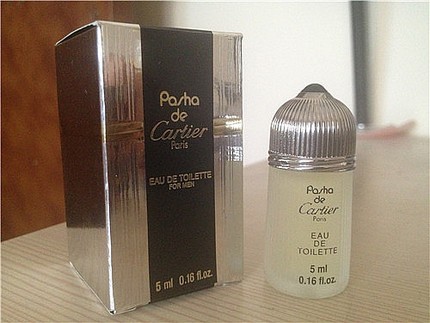 Pasha
de
Cartier
Paris
EAU DE TOILETTE
FOR MEN
5 ml 0.16 fl.oz.
Pasha
de
Cartier
Paris
EAU
DE
TOILETTE
5 ml
0.16 fl.oz.